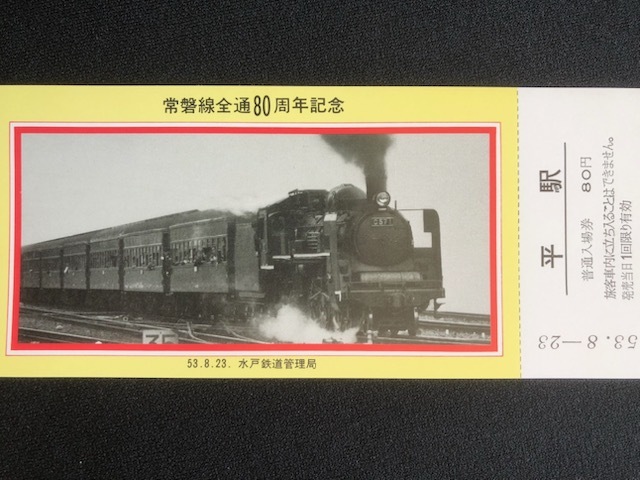 常磐線全通80周年記念
53.8.23. 水戸鉄道管理局
平駅
普通入場券 80円
旅客車内に立ち入ることはできません。
発売当日1回限り有効
53.8.-23